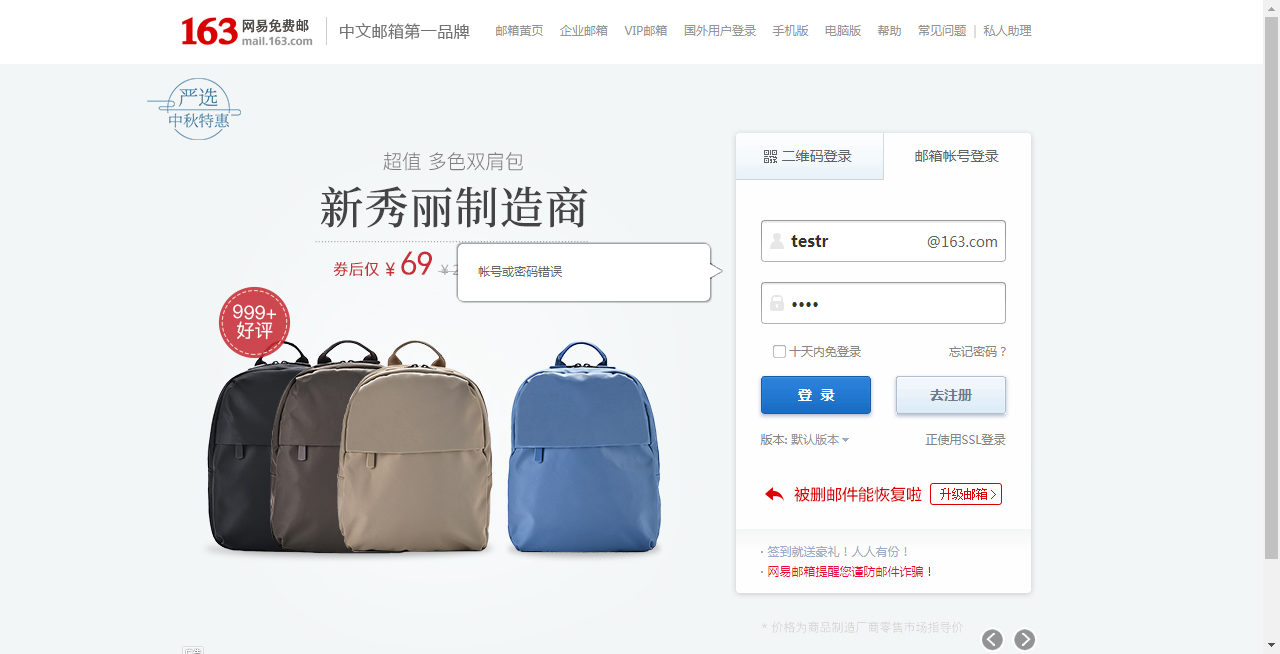 163 网易免费邮 mail.163.com 中文邮箱第一品牌 邮箱黄页 企业邮箱 VIP邮箱 国外用户登录 手机版 电脑版 帮助 常见问题 | 私人助理
严选
中秋特惠
二维码登录 邮箱帐号登录
超值 多色双肩包
新秀丽制造商
testr @163.com
券后仅 ¥ 69 ¥
帐号或密码错误
999+
好评
十天内免登录 忘记密码 ?
登 录 去注册
版本: 默认版本 正使用SSL登录
被删邮件能恢复啦 升级邮箱
· 签到就送豪礼！人人有份！
· 网易邮箱提醒您谨防邮件诈骗！
* 价格为商品制造厂商零售市场指导价
广告